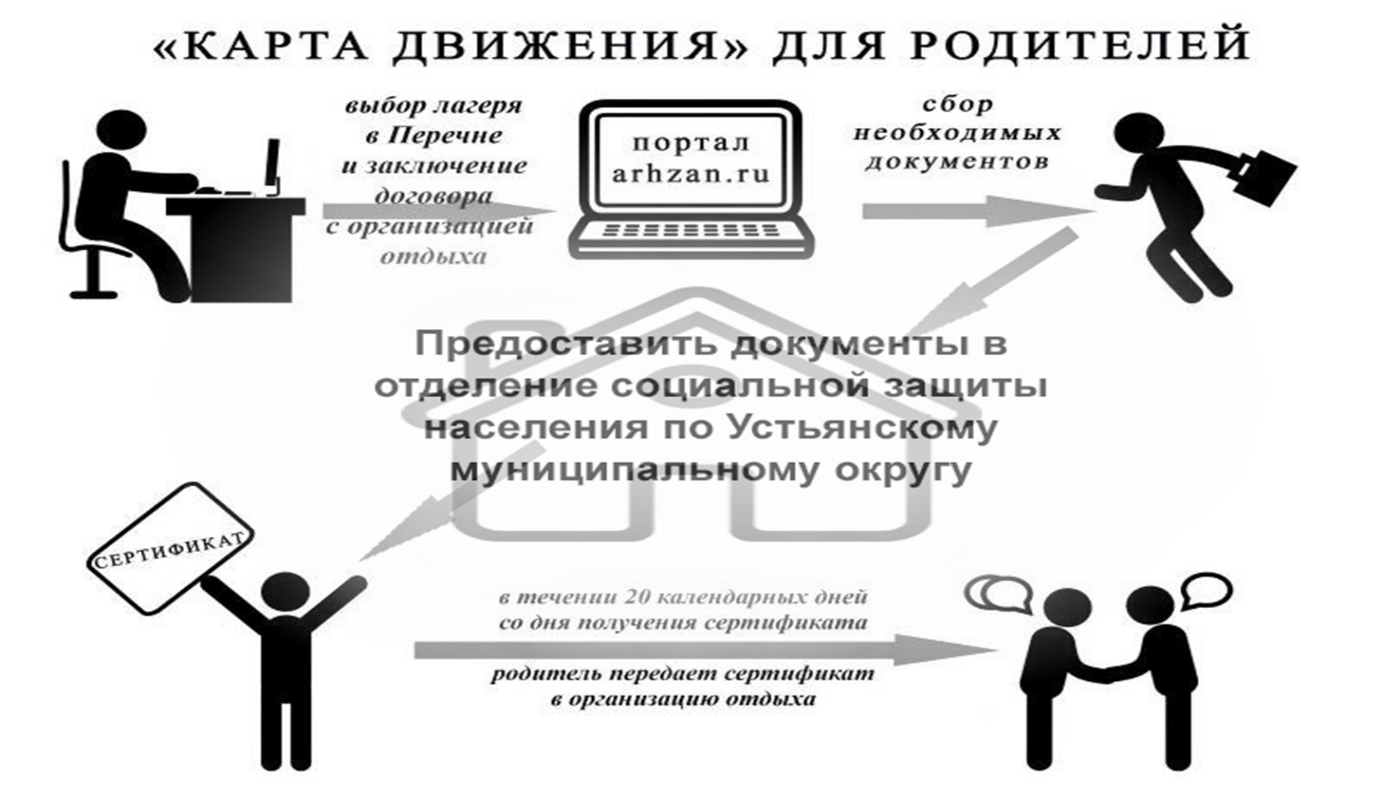 «КАРТА ДВИЖЕНИЯ» ДЛЯ РОДИТЕЛЕЙ
выбор лагеря
в Перечне
и заключение
договора
с организацией
отдыха
портал
arhzan.ru
сбор
необходимых
документов
Предоставить документы в
отделение социальной защиты
населения по Устьянскому
муниципальному округу
СЕРТИФИКАТ
в течении 20 календарных дней
со дня получения сертификата
родитель передает сертификат
в организацию отдыха